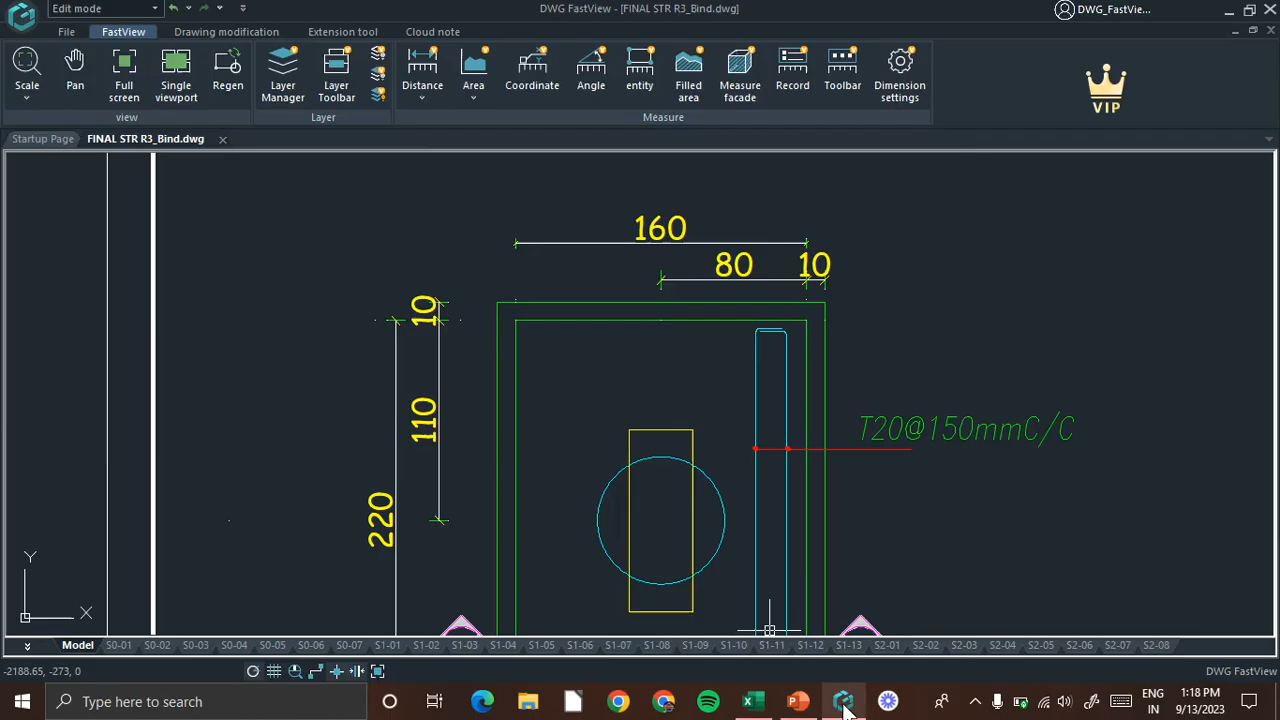 Edit mode
DWG FastView - [FINAL STR R3_Bind.dwg]
DWG_FastVie...
File FastView Drawing modification Extension tool Cloud note
Scale Pan Full screen Single viewport Regen
view
Layer Manager Layer Toolbar
Layer
Distance Area Coordinate Angle entity Filled area Measure facade Record Toolbar Dimension settings
Measure
VIP
Startup Page FINAL STR R3_Bind.dwg
160
80 10
10
110
220
T20@150mmC/C
Y
X
Model S0-01 S0-02 S0-03 S0-04 S1-01 S1-02 S1-03 S1-04 S1-05 S1-06 S1-07 S1-08 S1-09 S1-10 S1-11 S1-12 S1-13 S2-01 S2-02 S2-03 S2-04 S2-05 S2-06 S2-07 S2-08
-2188.65, -273, 0
DWG FastView
Type here to search
ENG
IN
1:18 PM
9/13/2023